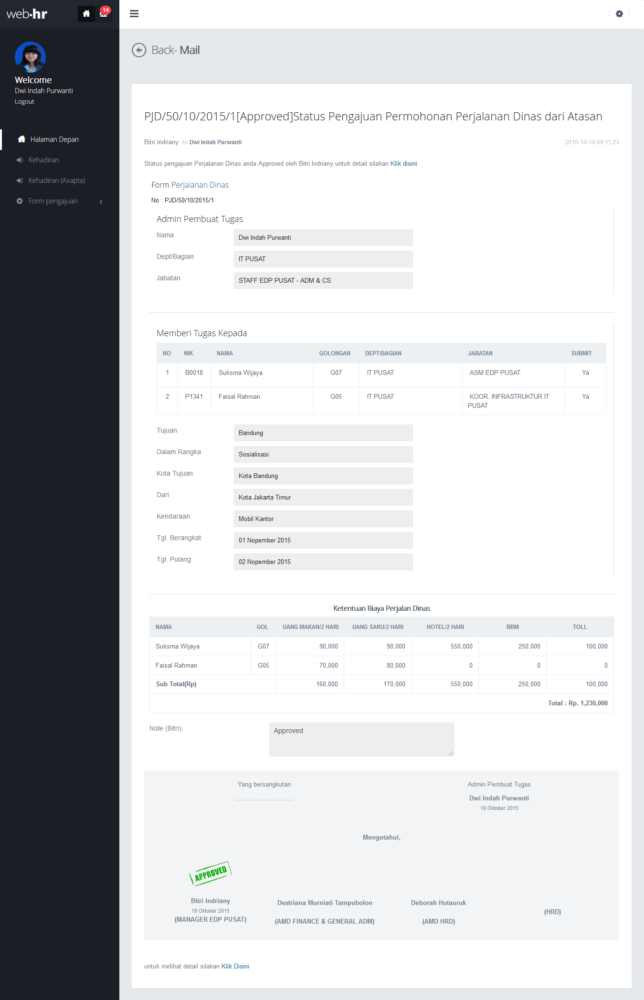 web·hr
14
Welcome
Dwi Indah Purwanti
Logout
Halaman Depan
Kehadiran
Kehadiran (Axapta)
Form pengajuan
Back- Mail
PJD/50/10/2015/1[Approved]Status Pengajuan Permohonan Perjalanan Dinas dari Atasan
Bitri Indriany to Dwi Indah Purwanti 2015-10-19 09:11:23
Status pengajuan Perjalanan Dinas anda Approved oleh Bitri Indriany untuk detail silakan Klik disini
Form Perjalanan Dinas
No : PJD/50/10/2015/1
Admin Pembuat Tugas
Nama Dwi Indah Purwanti
Dept/Bagian IT PUSAT
Jabatan STAFF EDP PUSAT - ADM & CS
Memberi Tugas Kepada
NO NIK NAMA GOLONGAN DEPT/BAGIAN JABATAN SUBMIT
1 B0018 Suksma Wijaya G07 IT PUSAT ASM EDP PUSAT Ya
2 P1341 Faisal Rahman G05 IT PUSAT KOOR. INFRASTRUKTUR IT Ya
PUSAT
Tujuan Bandung
Dalam Rangka Sosialisasi
Kota Tujuan Kota Bandung
Dari Kota Jakarta Timur
Kendaraan Mobil Kantor
Tgl. Berangkat 01 Nopember 2015
Tgl. Pulang 02 Nopember 2015
Ketentuan Biaya Perjalan Dinas
NAMA GOL UANG MAKAN/2 HARI UANG SAKU/2 HARI HOTEL/2 HARI BBM TOLL
Suksma Wijaya G07 90,000 90,000 550,000 250,000 100,000
Faisal Rahman G05 70,000 80,000 0 0 0
Sub Total(Rp) 160,000 170,000 550,000 250,000 100,000
Total : Rp. 1,230,000
Note (Bitri): Approved
Yang bersangkutan Admin Pembuat Tugas
Dwi Indah Purwanti
19 Oktober 2015
Mengetahui,
APPROVED
Bitri Indriany Destriana Murniati Tampubolon Deborah Hutauruk
19 Oktober 2015 (HRD)
(MANAGER EDP PUSAT) (AMD FINANCE & GENERAL ADM) (AMD HRD)
untuk melihat detail silakan Klik Disini